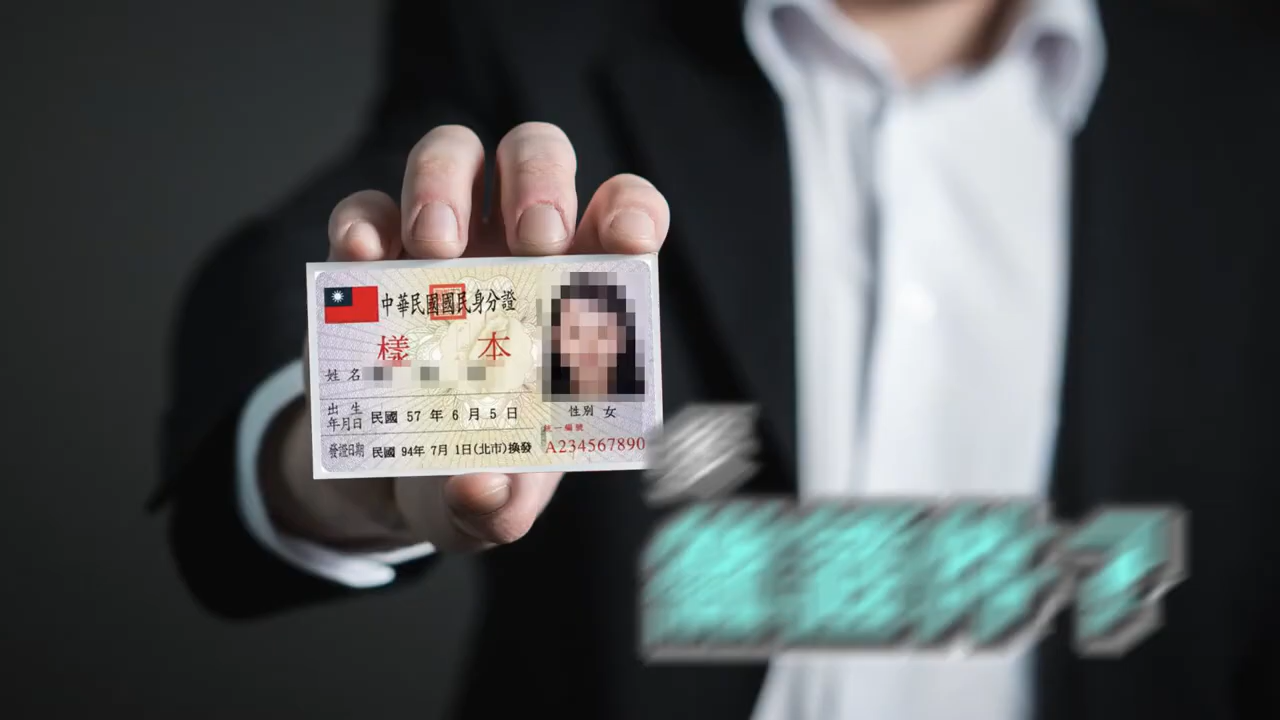 中華民國國民身分證
樣 本
姓名
出生年月日 民國 57 年 6 月 5 日
性別 女
發證日期 民國 94年 7月 1日(北市)換發
統一編號
A234567890